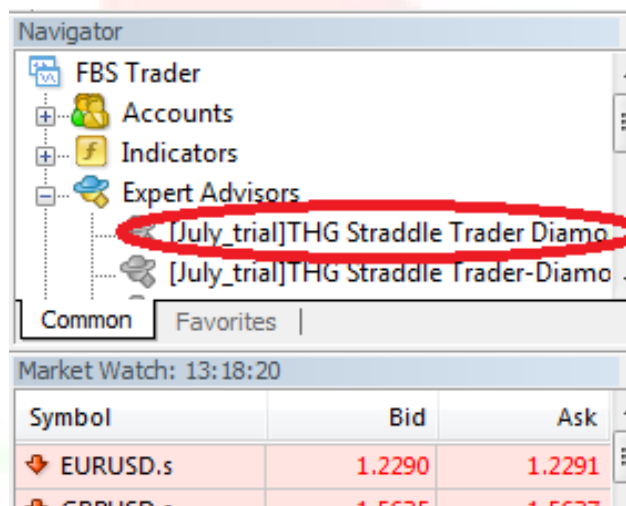 Navigator
FBS Trader
Accounts
Indicators
Expert Advisors
[July_trial]THG Straddle Trader Diamo
[July_trial]THG Straddle Trader-Diamo
Common Favorites
Market Watch: 13:18:20
Symbol Bid Ask
EURUSD.s 1.2290 1.2291